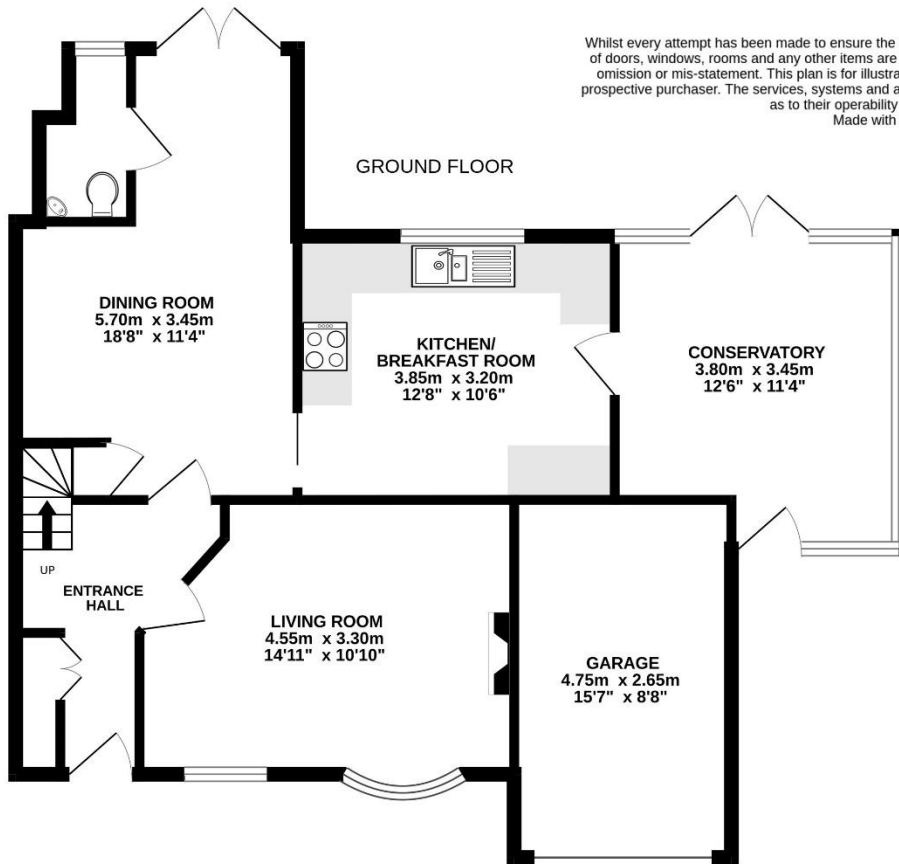 Whilst every attempt has been made to ensure the
of doors, windows, rooms and any other items are
omission or mis-statement. This plan is for illustra
prospective purchaser. The services, systems and a
as to their operability
Made with
GROUND FLOOR
DINING ROOM
5.70m x 3.45m
18'8" x 11'4"
KITCHEN/
BREAKFAST ROOM
3.85m x 3.20m
12'8" x 10'6"
CONSERVATORY
3.80m x 3.45m
12'6" x 11'4"
UP
ENTRANCE
HALL
LIVING ROOM
4.55m x 3.30m
14'11" x 10'10"
GARAGE
4.75m x 2.65m
15'7" x 8'8"